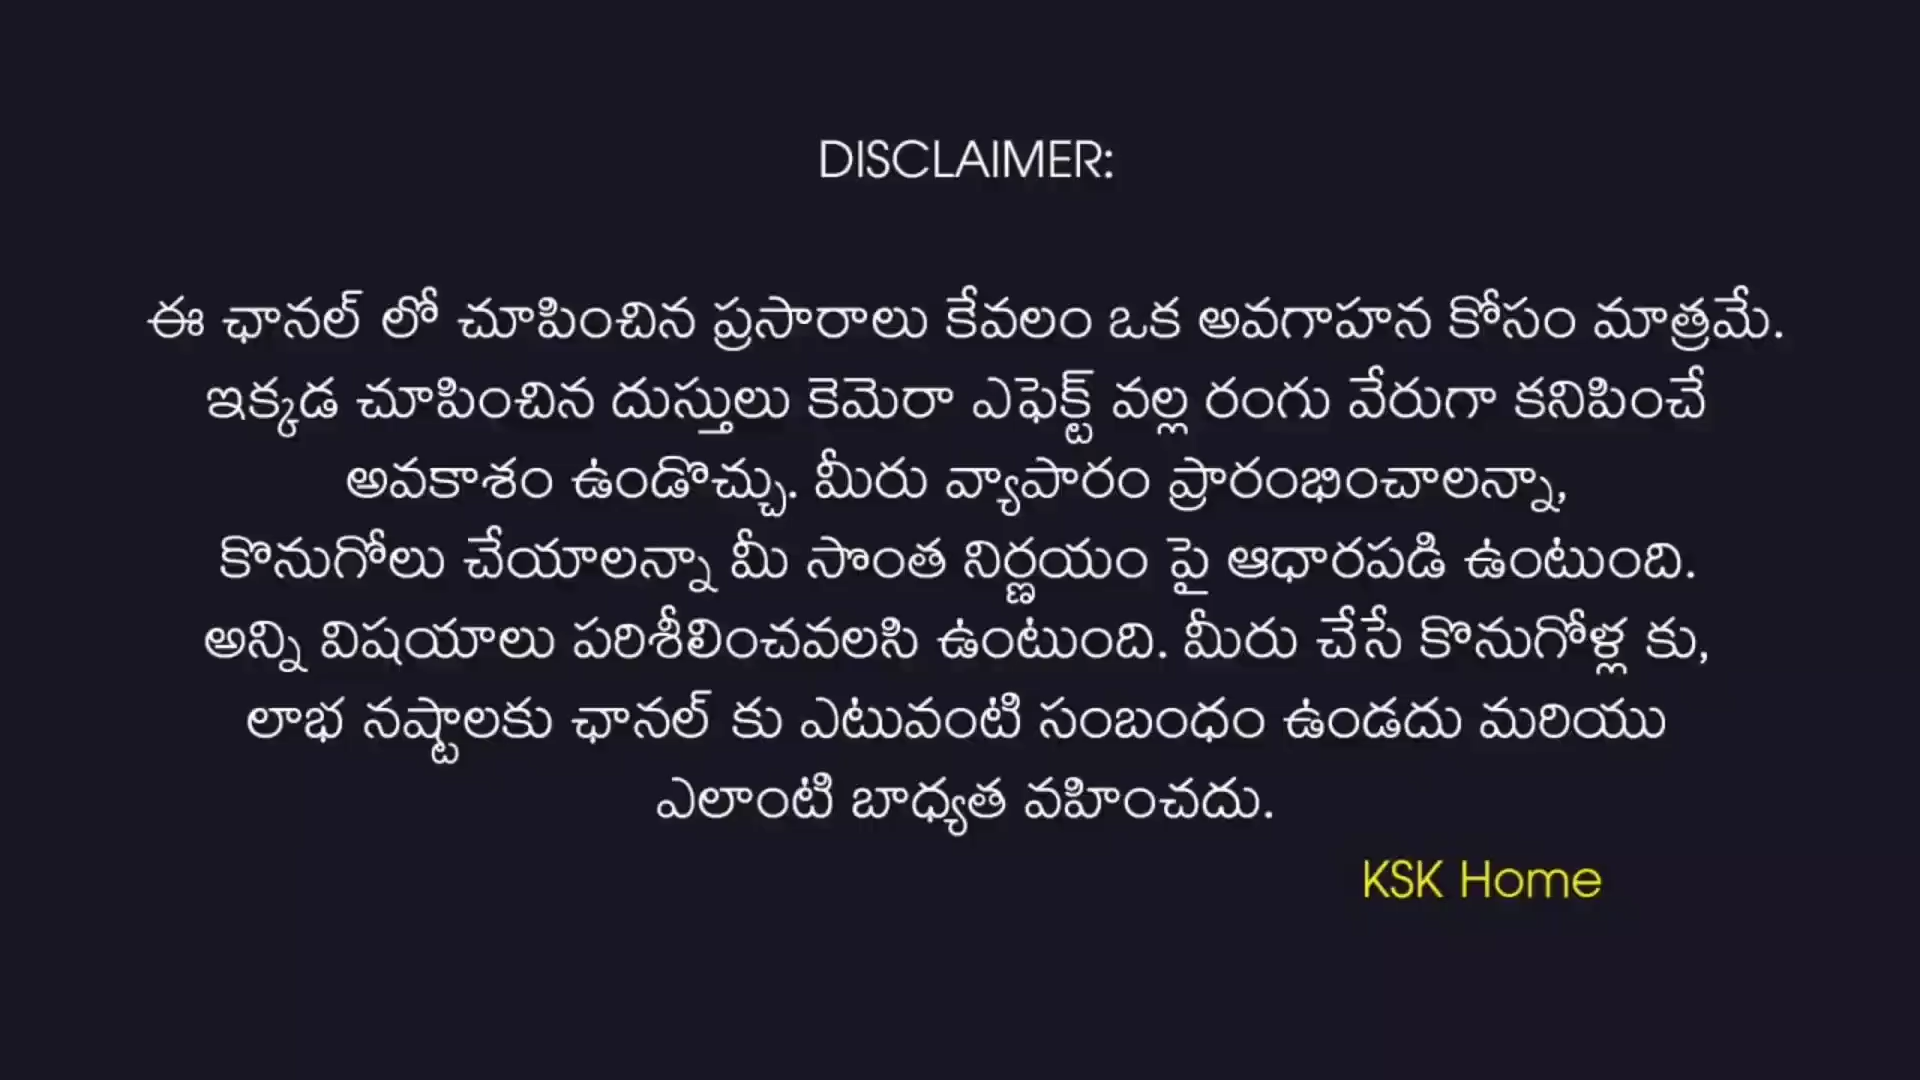 DISCLAIMER:
ఈ ఛానల్ లో చూపించిన ప్రసారాలు కేవలం ఒక అవగాహన కోసం మాత్రమే.
ఇక్కడ చూపించిన దుస్తులు కెమెరా ఎఫెక్ట్ వల్ల రంగు వేరుగా కనిపించే
అవకాశం ఉండొచ్చు. మీరు వ్యాపారం ప్రారంభించాలన్నా,
కొనుగోలు చేయాలన్నా మీ సొంత నిర్ణయం పై ఆధారపడి ఉంటుంది.
అన్ని విషయాలు పరిశీలించవలసి ఉంటుంది. మీరు చేసే కొనుగోళ్ల కు,
లాభ నష్టాలకు ఛానల్ కు ఎటువంటి సంబంధం ఉండదు మరియు
ఎలాంటి బాధ్యత వహించదు.
KSK Home